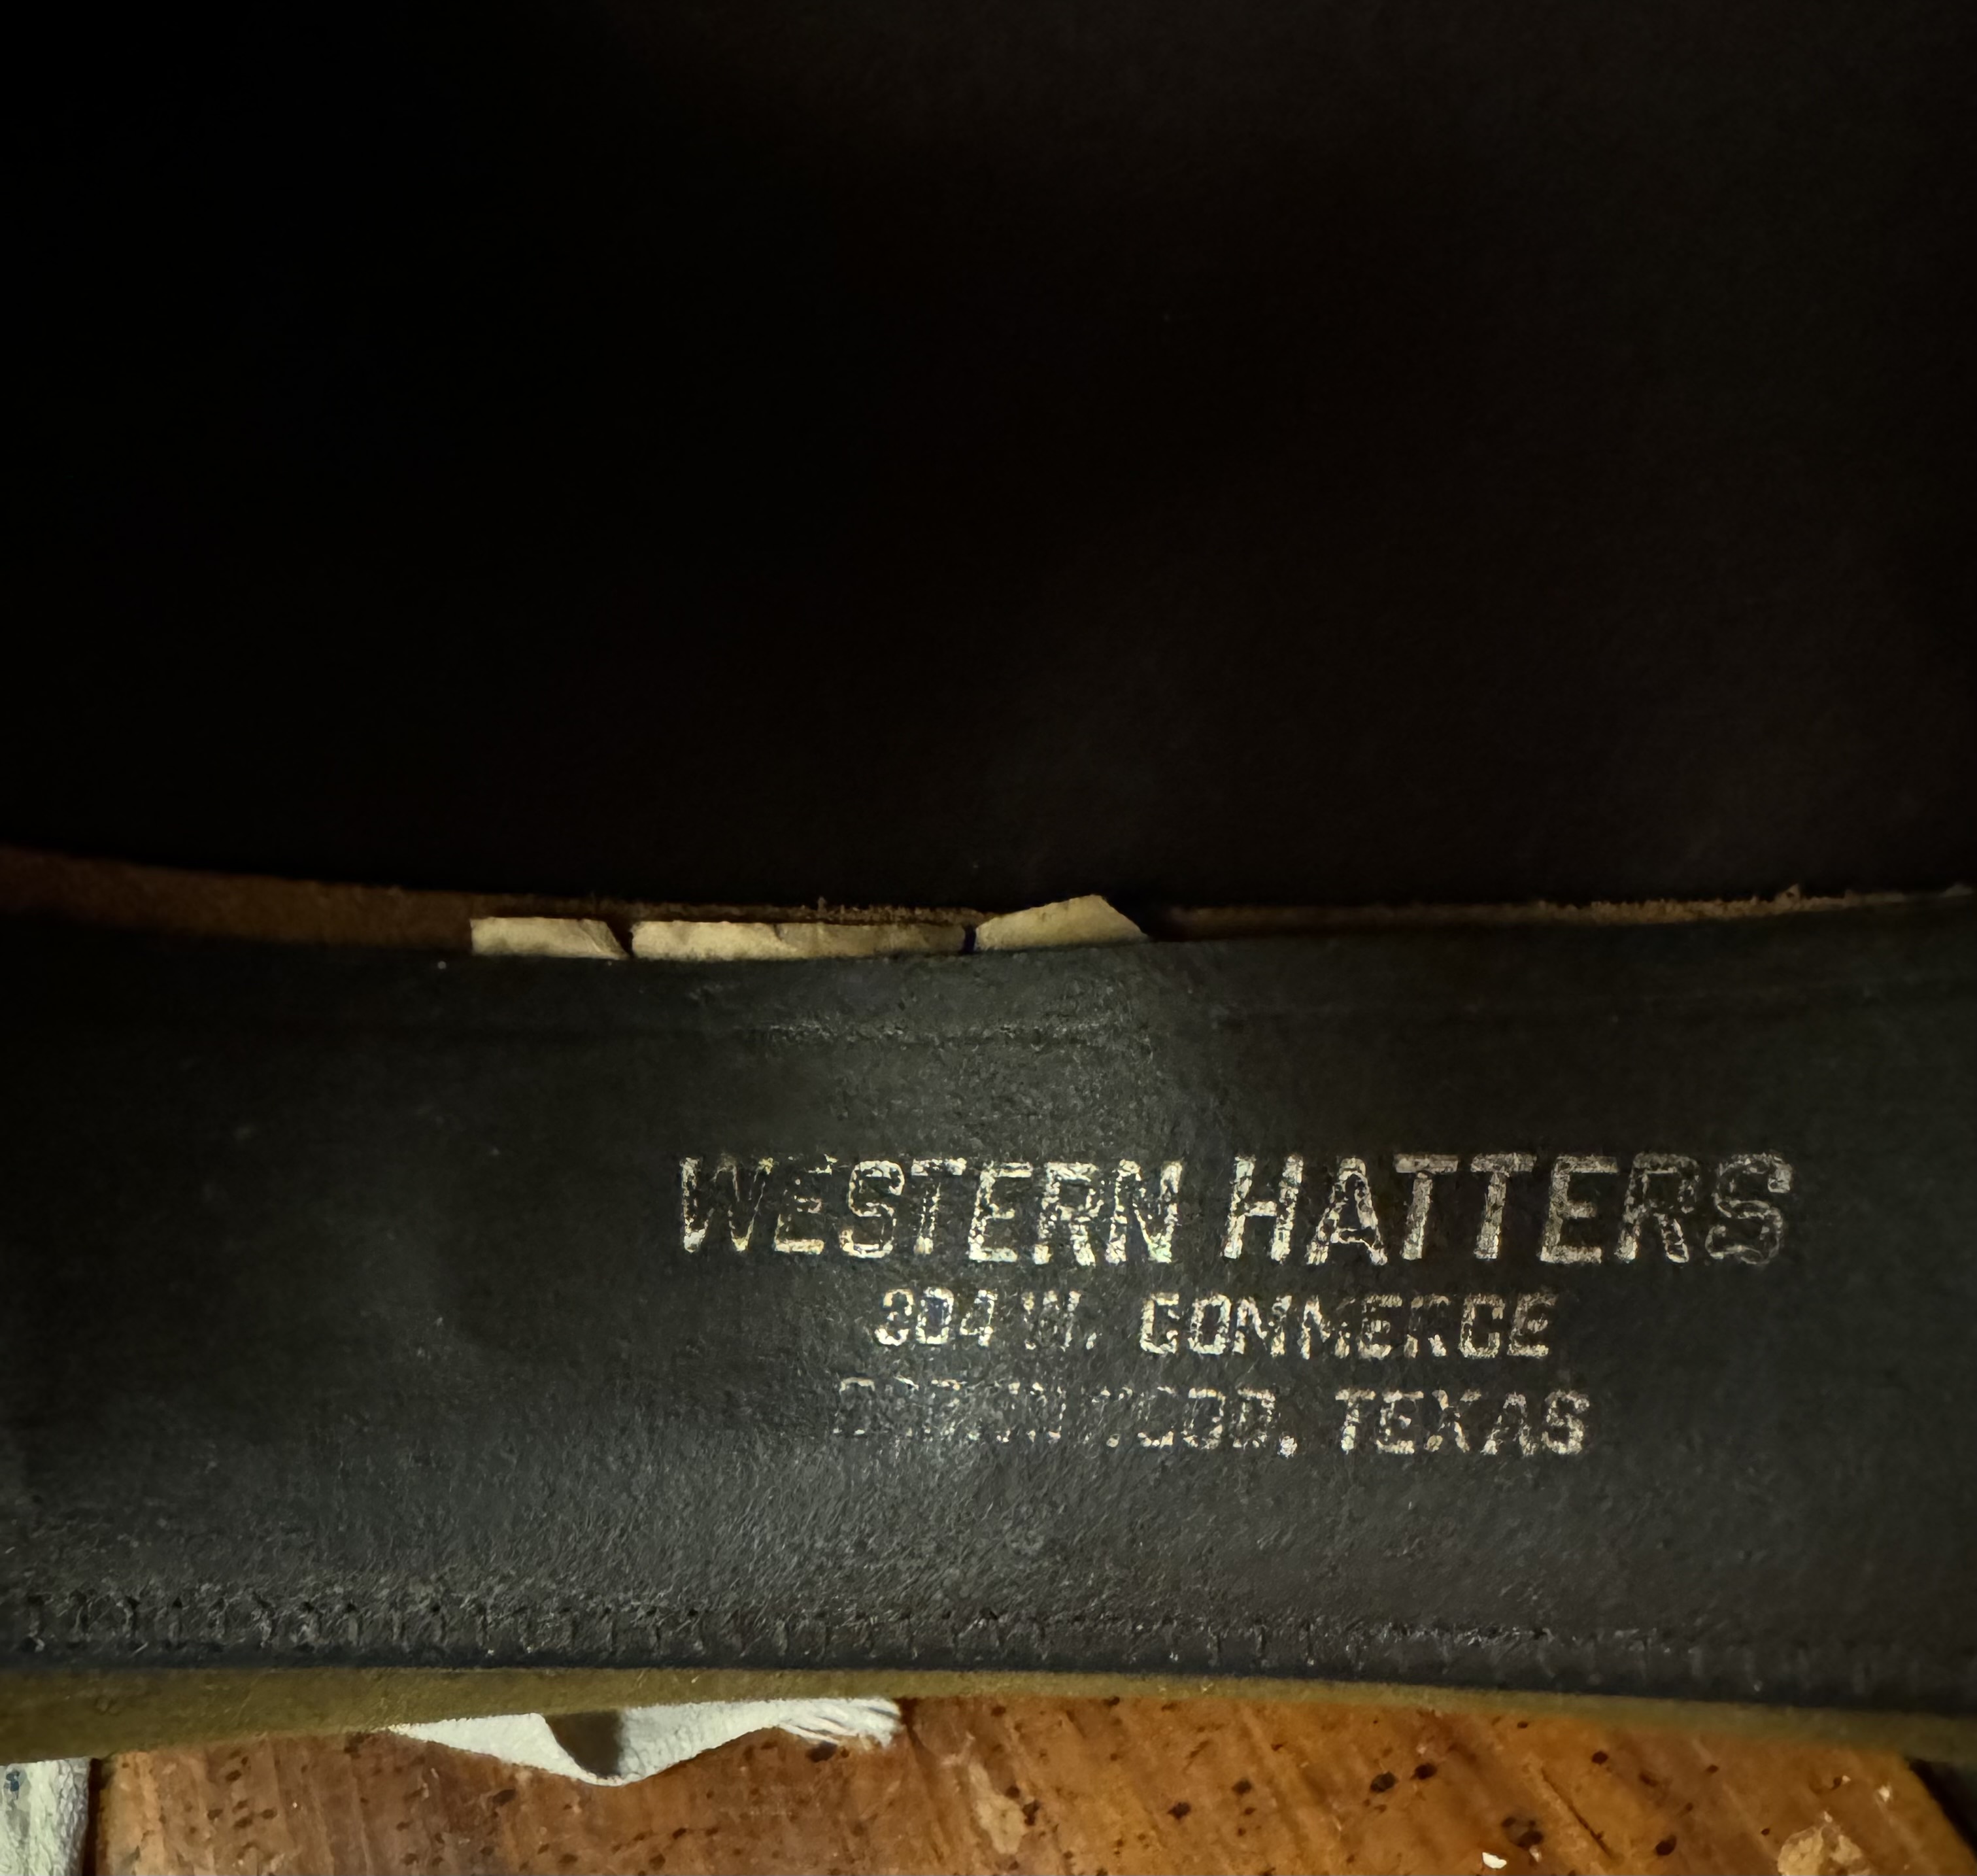 WESTERN HATTERS
304 W. COMMERCE
TEXAS